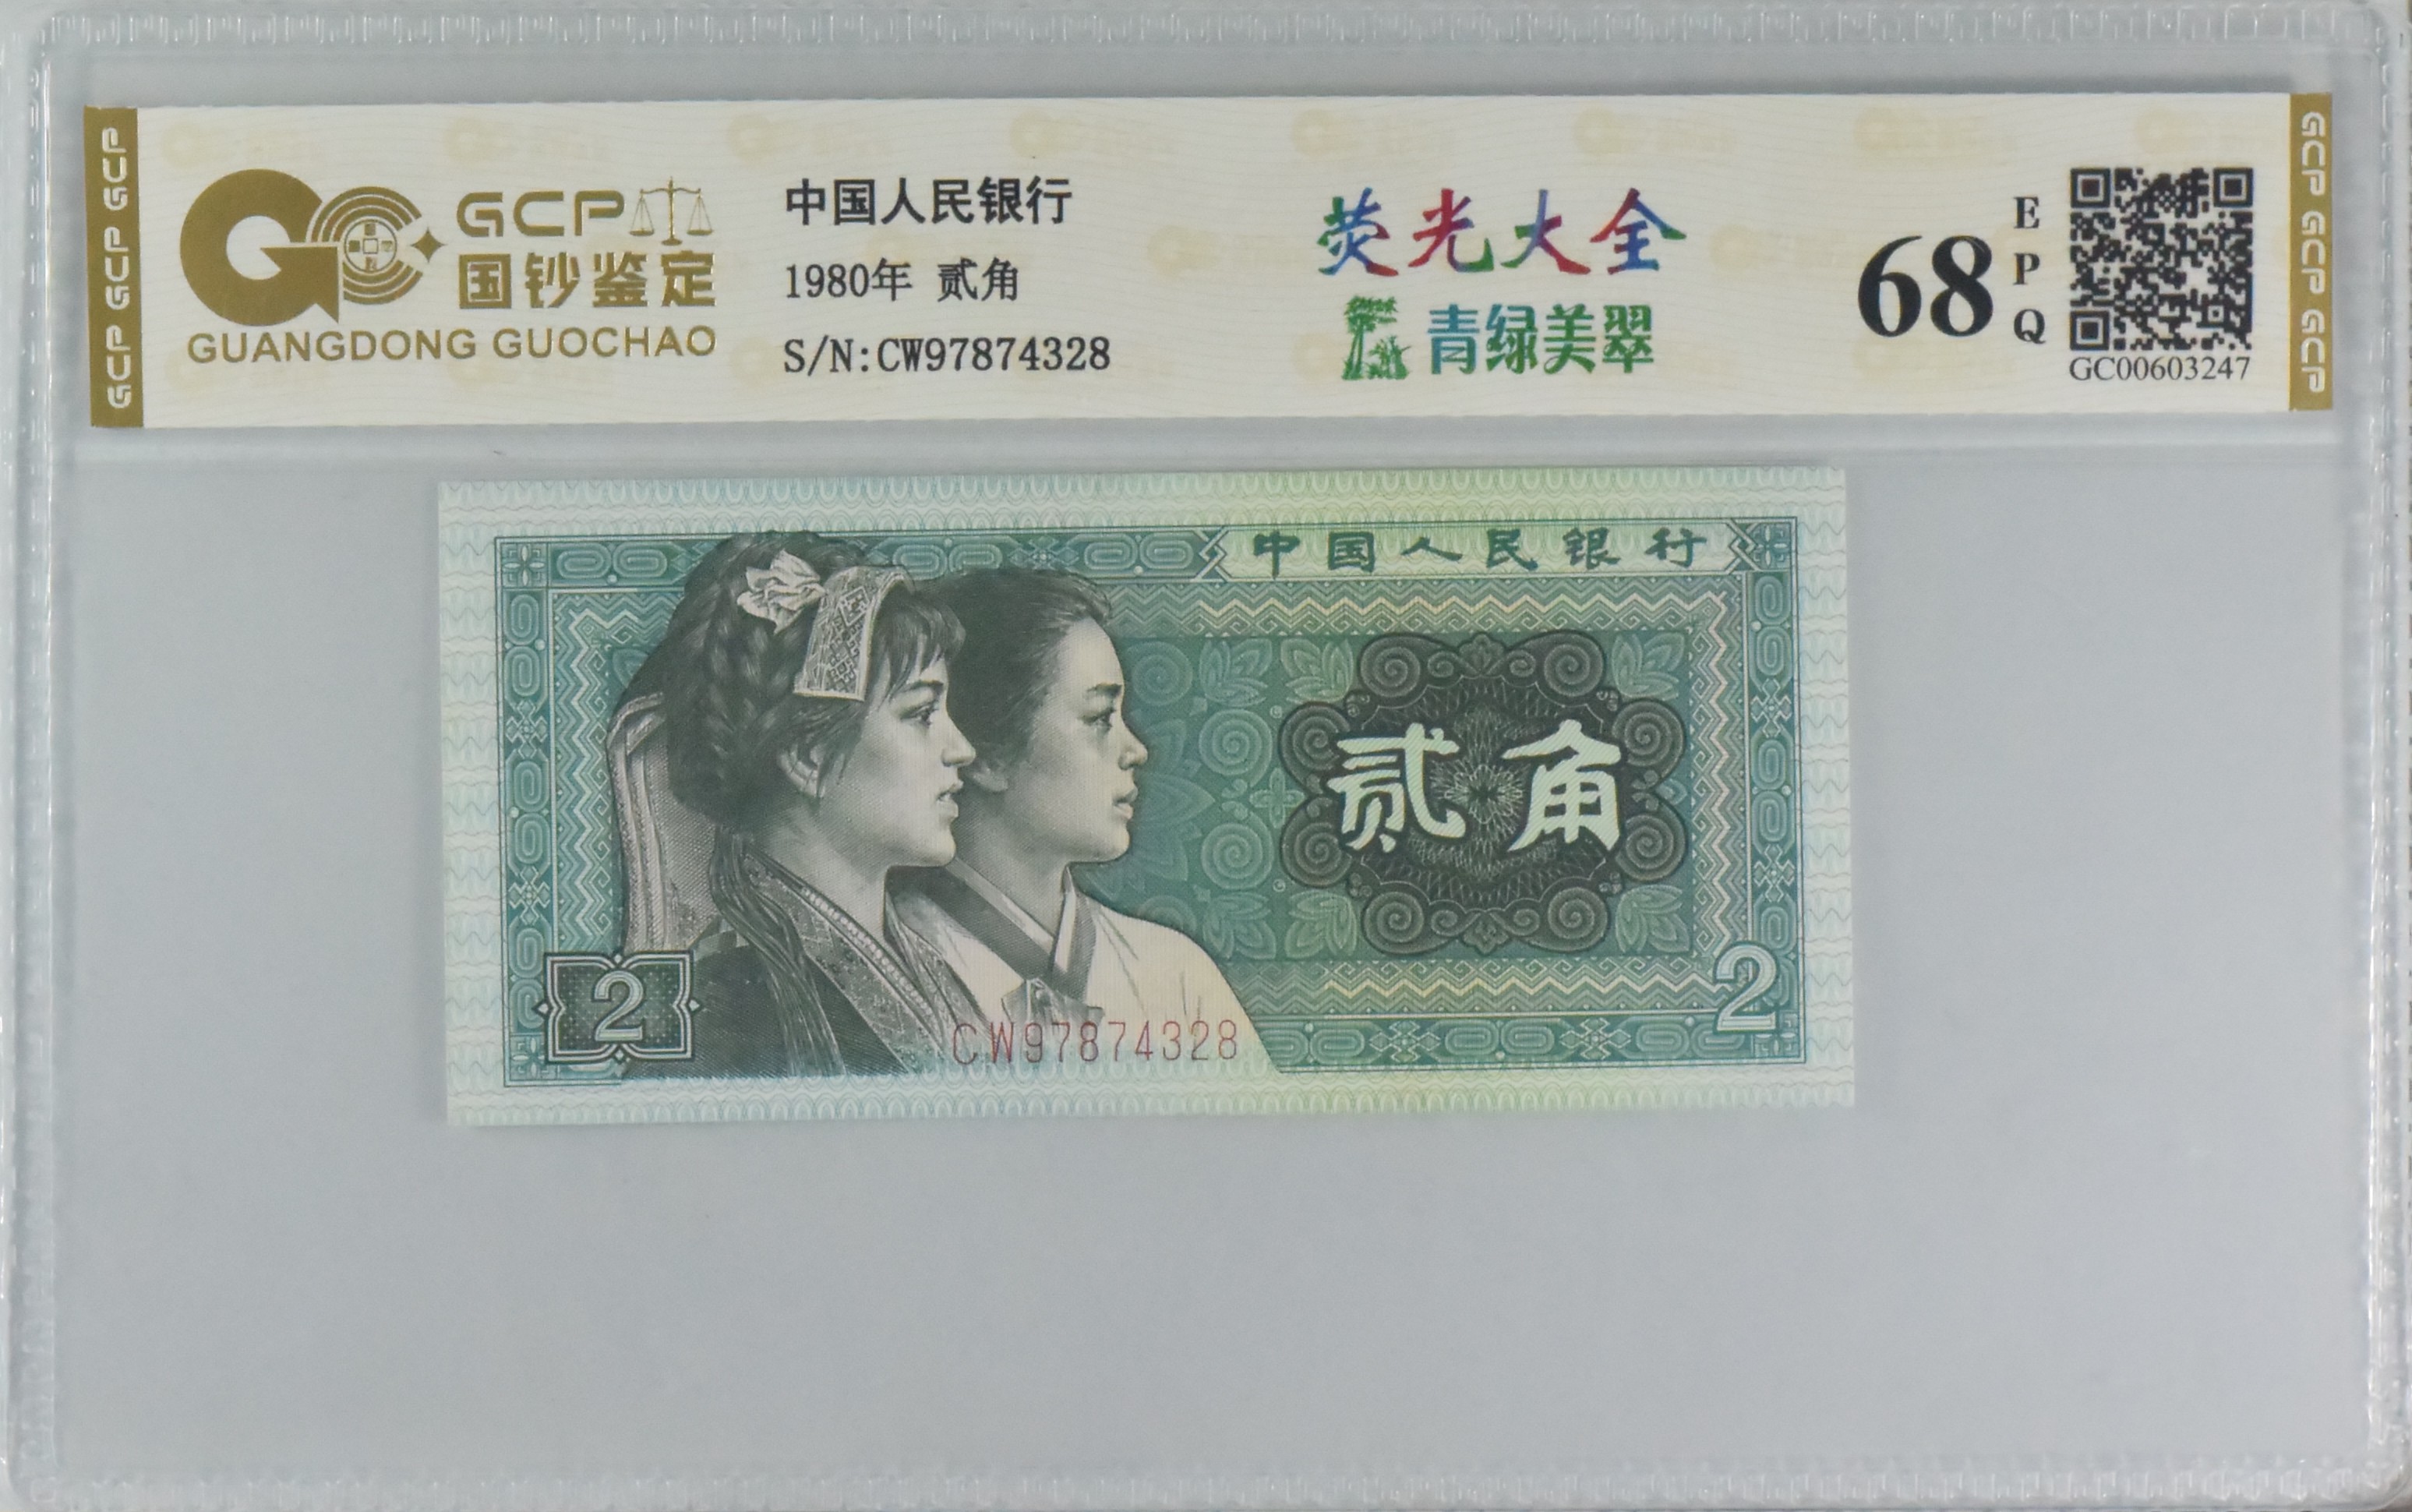 GCP
国钞鉴定
GUANGDONG GUOCHAO
中国人民银行
1980年 贰角
S/N:CW97874328
荧光大全
青绿美翠
68
EPQ
GC00603247
GCP GCP GCP
GCP GCP GCP
中国人民银行
贰角
2
2
CW97874328